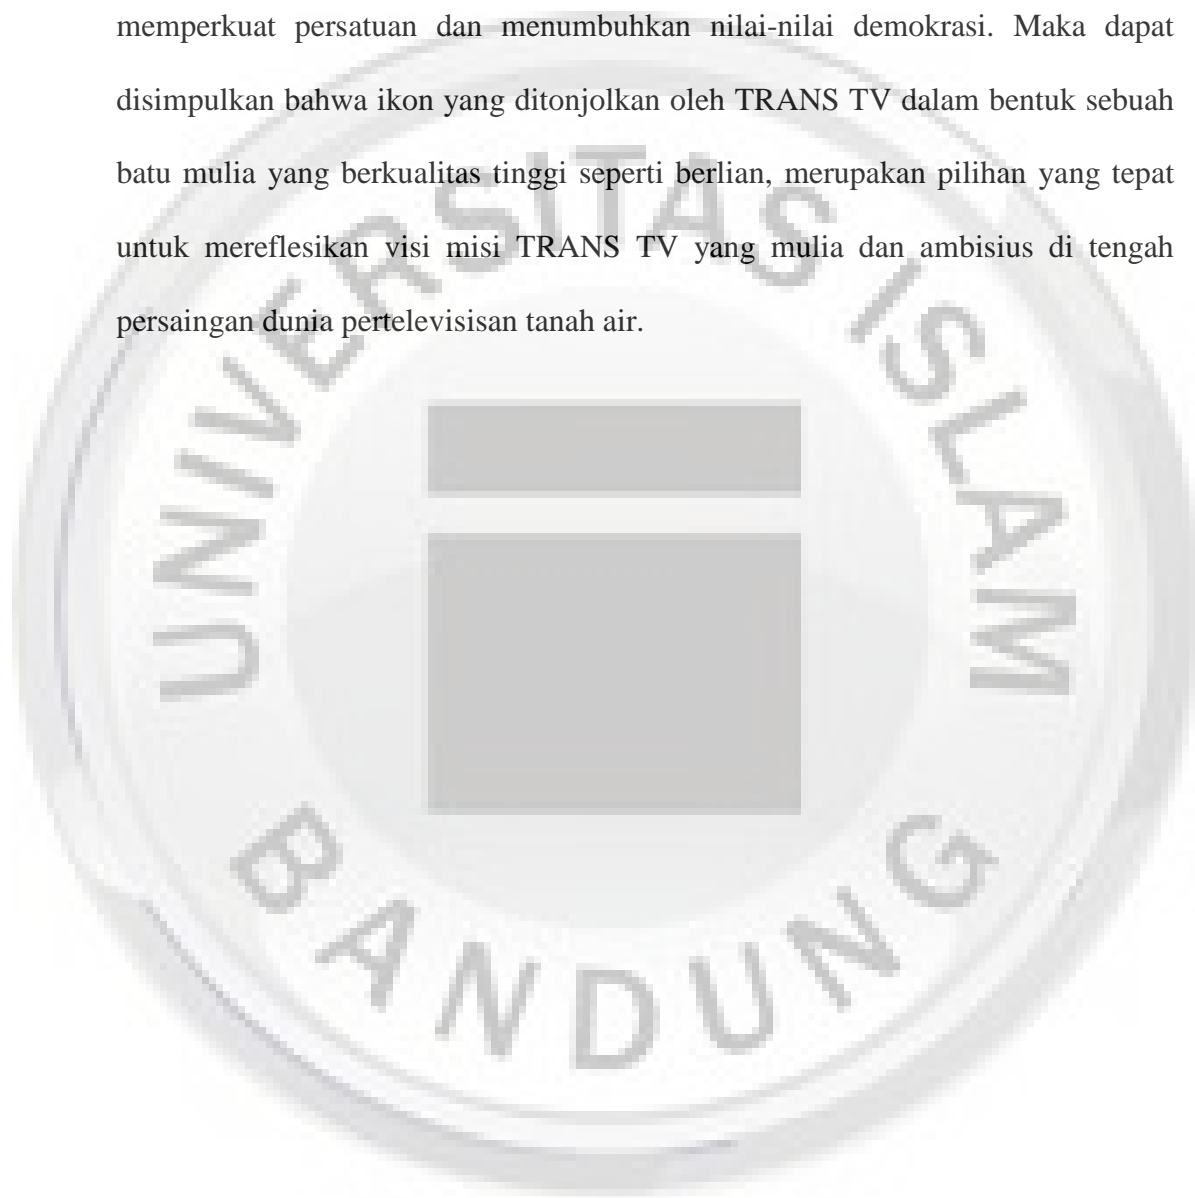 memperkuat persatuan dan menumbuhkan nilai-nilai demokrasi. Maka dapat
disimpulkan bahwa ikon yang ditonjolkan oleh TRANS TV dalam bentuk sebuah
batu mulia yang berkualitas tinggi seperti berlian, merupakan pilihan yang tepat
untuk mereflesikan visi misi TRANS TV yang mulia dan ambisius di tengah
persaingan dunia pertelevisisan tanah air.
UNIVERSITAS ISLAM
BANDUNG